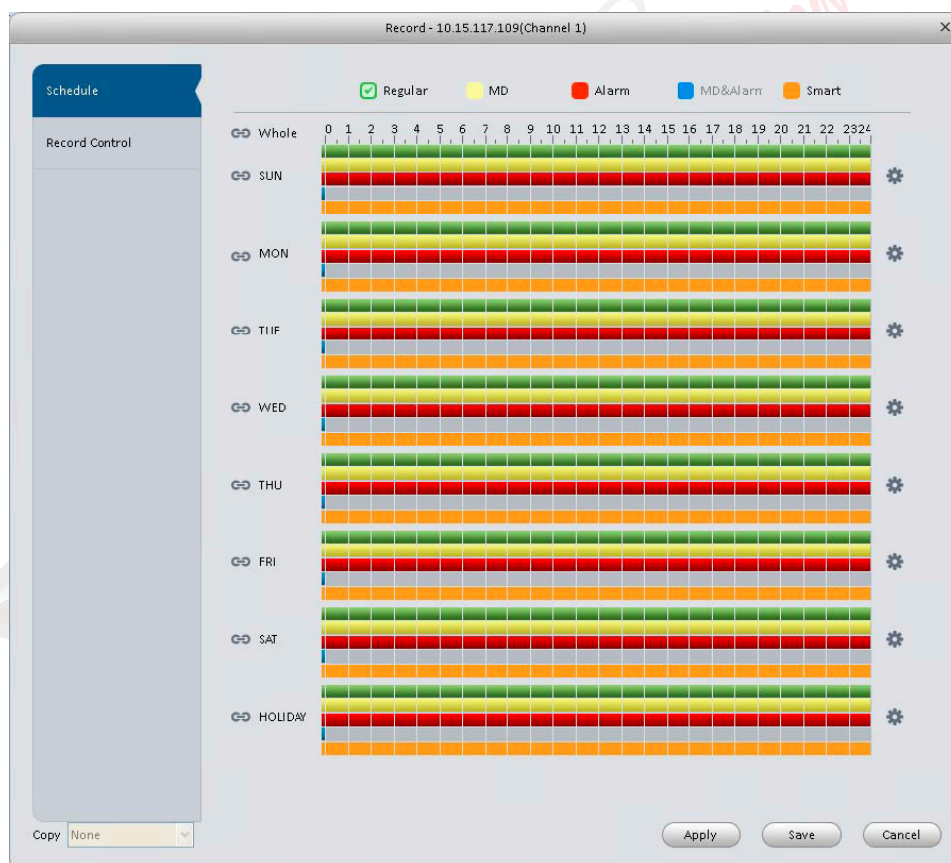 Record - 10.15.117.109(Channel 1)
Schedule
Record Control
Regular MD Alarm MD&Alarm Smart
Whole 0 1 2 3 4 5 6 7 8 9 10 11 12 13 14 15 16 17 18 19 20 21 22 2324
SUN
MON
TUE
WED
THU
FRI
SAT
HOLIDAY
Copy None Apply Save Cancel